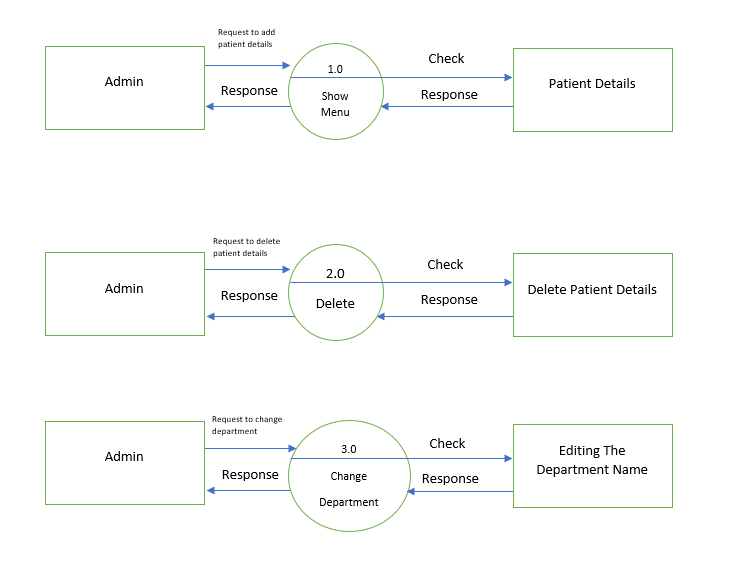 Request to add
patient details
Admin
Response
1.0
Show
Menu
Check
Response
Patient Details
Request to delete
patient details
Admin
Response
2.0
Delete
Check
Response
Delete Patient Details
Request to change
department
Admin
Response
3.0
Change
Department
Check
Response
Editing The
Department Name